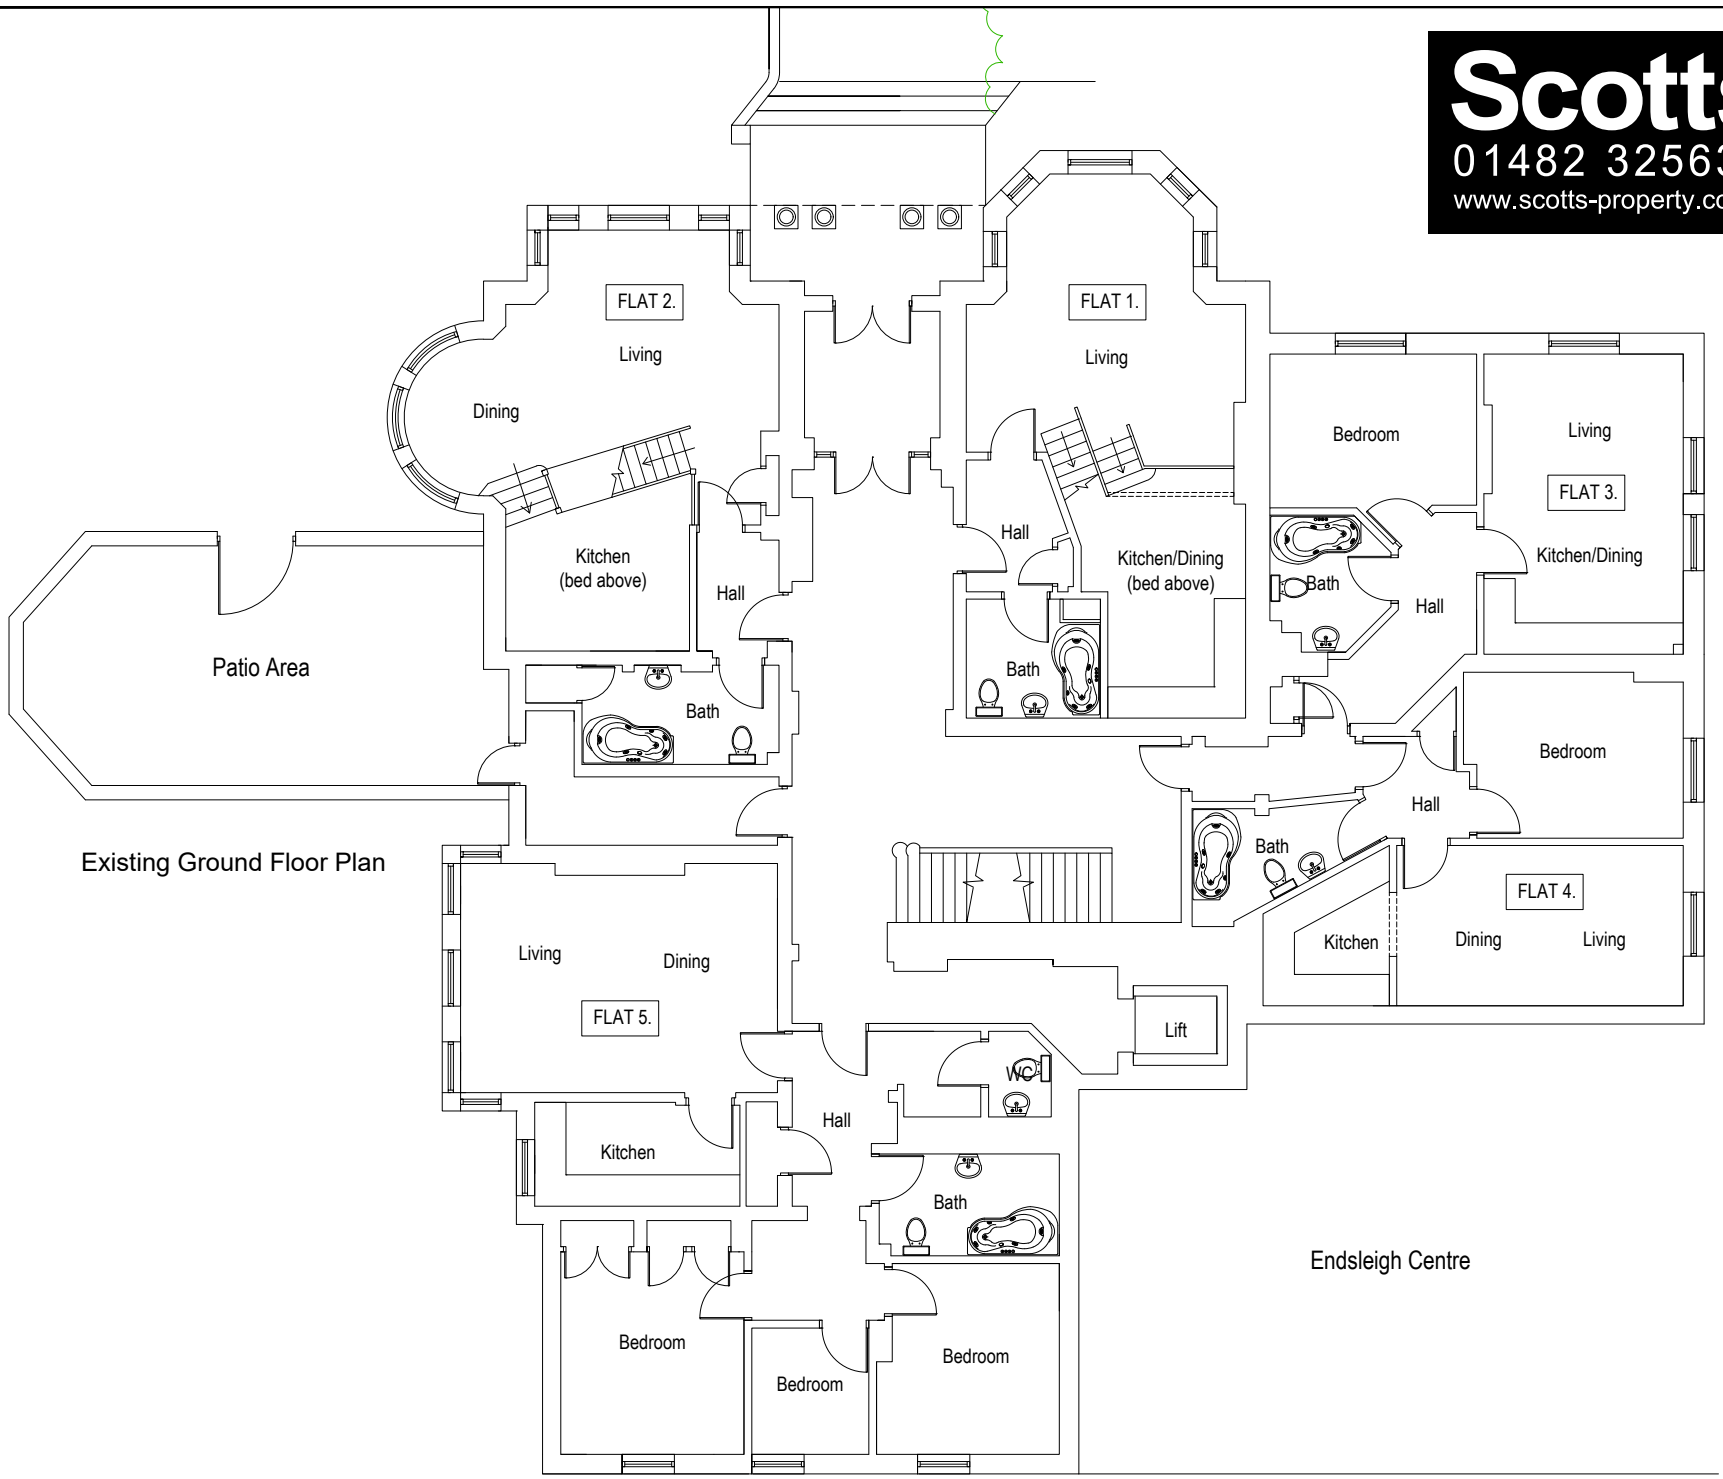 Scotts
01482 32563
www.scotts-property.co
FLAT 2.
Living
Dining
Kitchen
(bed above)
Hall
Bath
FLAT 1.
Living
Hall
Kitchen/Dining
(bed above)
Bath
Bedroom
Living
FLAT 3.
Kitchen/Dining
Bath
Hall
Patio Area
Existing Ground Floor Plan
Bedroom
Hall
Bath
FLAT 4.
Kitchen
Dining
Living
Living
Dining
FLAT 5.
Lift
WC
Hall
Kitchen
Bath
Bedroom
Bedroom
Bedroom
Endsleigh Centre